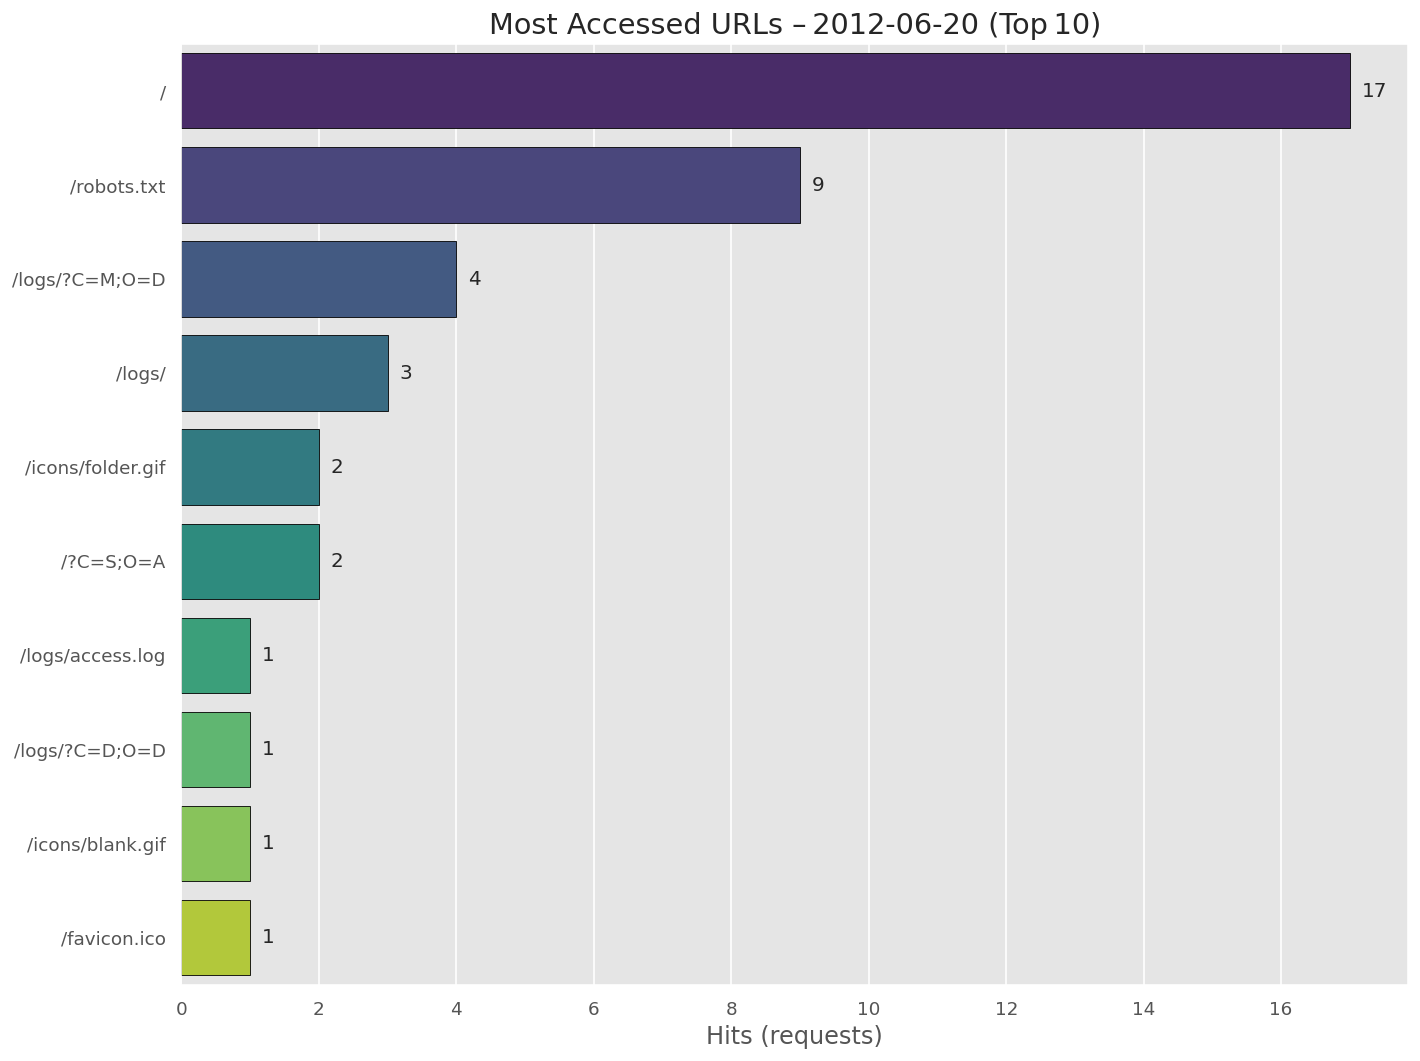 Most Accessed URLs – 2012-06-20 (Top 10)
/
17
/robots.txt
9
/logs/?C=M;O=D
4
/logs/
3
/icons/folder.gif
2
/?C=S;O=A
2
/logs/access.log
1
/logs/?C=D;O=D
1
/icons/blank.gif
1
/favicon.ico
1
0 2 4 6 8 10 12 14 16
Hits (requests)